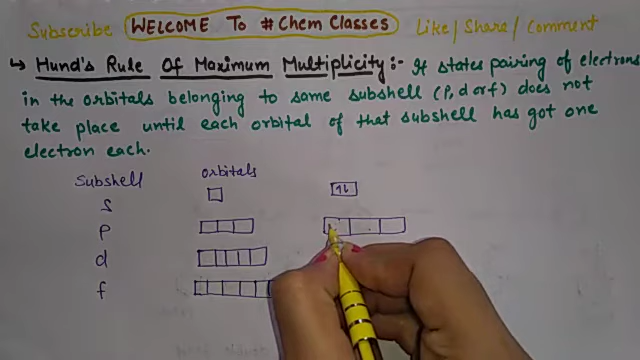 Subscribe WELCOME To #Chem Classes Like/Share/Comment
↳ Hund's Rule Of Maximum Multiplicity :- It states pairing of electrons
in the orbitals belonging to same subshell (p, d or f) does not
take place until each orbital of that subshell has got one
electron each.
Subshell orbitals
s 1l
p
d
f